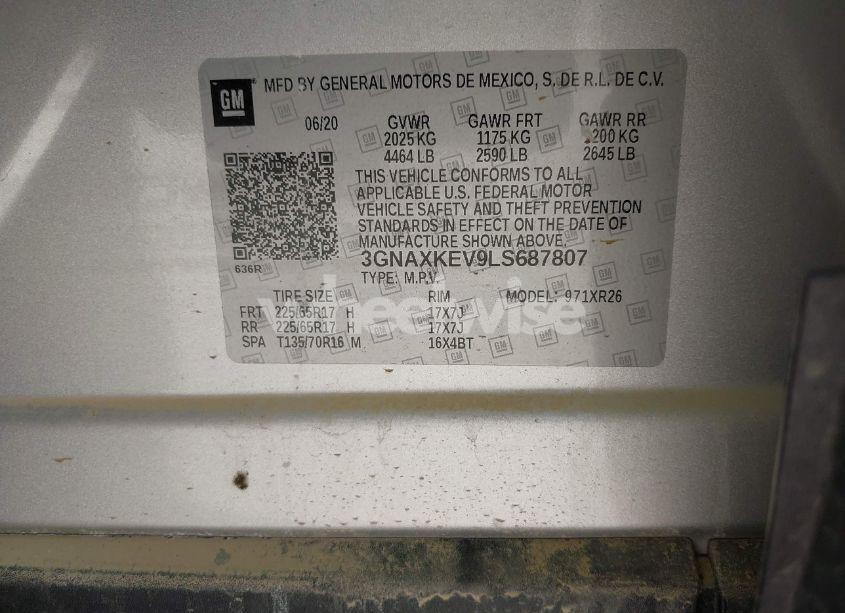 GM MFD BY GENERAL MOTORS DE MEXICO, S. DE R.L. DE C.V.
06/20 GVWR GAWR FRT GAWR RR
2025 KG 1175 KG 1200 KG
4464 LB 2590 LB 2645 LB
THIS VEHICLE CONFORMS TO ALL
APPLICABLE U.S. FEDERAL MOTOR
VEHICLE SAFETY AND THEFT PREVENTION
STANDARDS IN EFFECT ON THE DATE OF
MANUFACTURE SHOWN ABOVE.
636R
3GNAXKEV9LS687807
TYPE: M.P.V.
TIRE SIZE RIM MODEL: 971XR26
FRT 225/65R17 H 17X7J
RR 225/65R17 H 17X7J
SPA T135/70R16 M 16X4BT
wheelwise